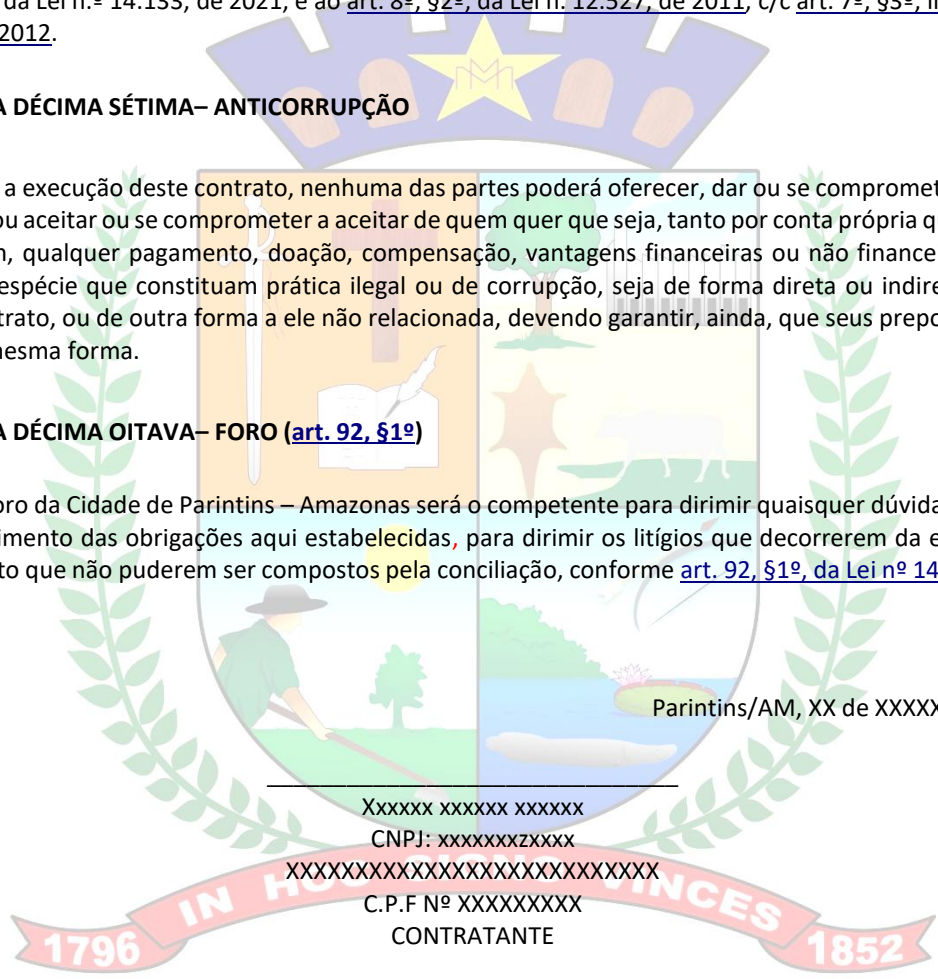 da Lei n.º 14.133, de 2021, e ao art. 8º, §2º, da Lei n. 12.527, de 2011, c/c art. 7º, §3º,
2012.
A DÉCIMA SÉTIMA– ANTICORRUPÇÃO
a execução deste contrato, nenhuma das partes poderá oferecer, dar ou se compromet
ou aceitar ou se comprometer a aceitar de quem quer que seja, tanto por conta própria q
, qualquer pagamento, doação, compensação, vantagens financeiras ou não finance
espécie que constituam prática ilegal ou de corrupção, seja de forma direta ou indire
trato, ou de outra forma a ele não relacionada, devendo garantir, ainda, que seus prepo
mesma forma.
A DÉCIMA OITAVA– FORO (art. 92, §1º)
oro da Cidade de Parintins – Amazonas será o competente para dirimir quaisquer dúvida
imento das obrigações aqui estabelecidas, para dirimir os litígios que decorrerem da e
to que não puderem ser compostos pela conciliação, conforme art. 92, §1º, da Lei nº 14
Parintins/AM, XX de XXXXX
_______________________________
Xxxxxx xxxxxx xxxxxx
CNPJ: xxxxxxxzxxxx
XXXXXXXXXXXXXXXXXXXXXXXXXXX
C.P.F Nº XXXXXXXXX
CONTRATANTE
IN HOC SIGNO VINCES
1796
1852